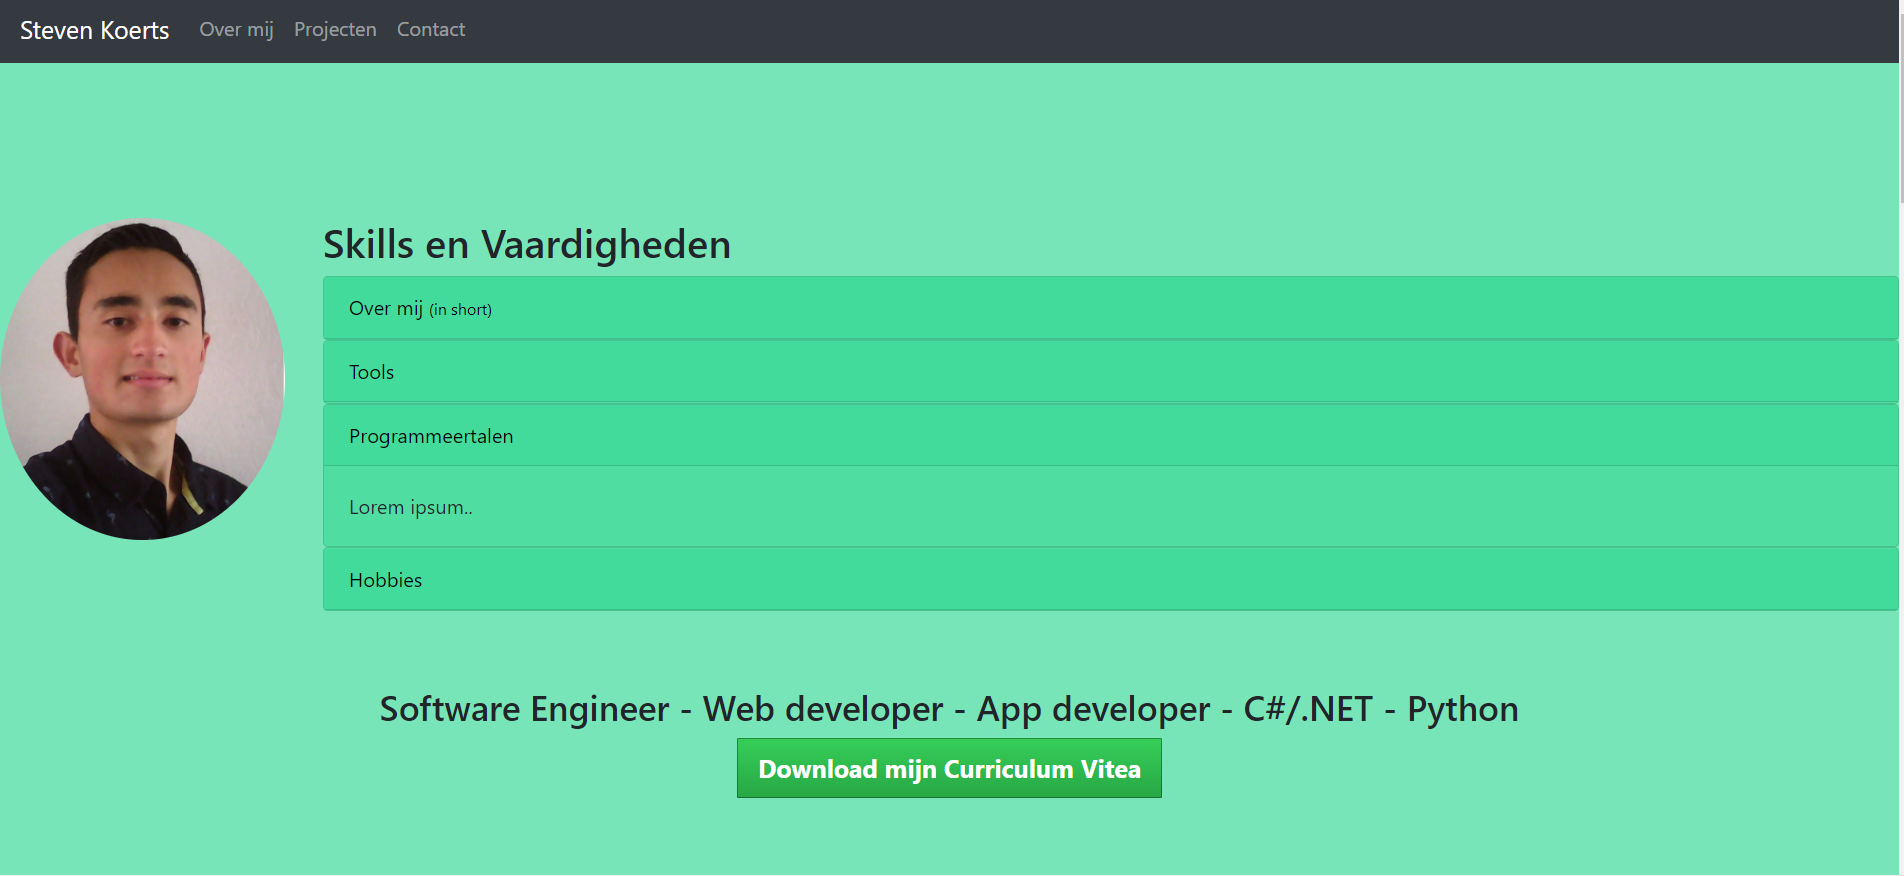 Steven Koerts Over mij Projecten Contact
Skills en Vaardigheden
Over mij (in short)
Tools
Programmeertalen
Lorem ipsum..
Hobbies
Software Engineer - Web developer - App developer - C#/.NET - Python
Download mijn Curriculum Vitea